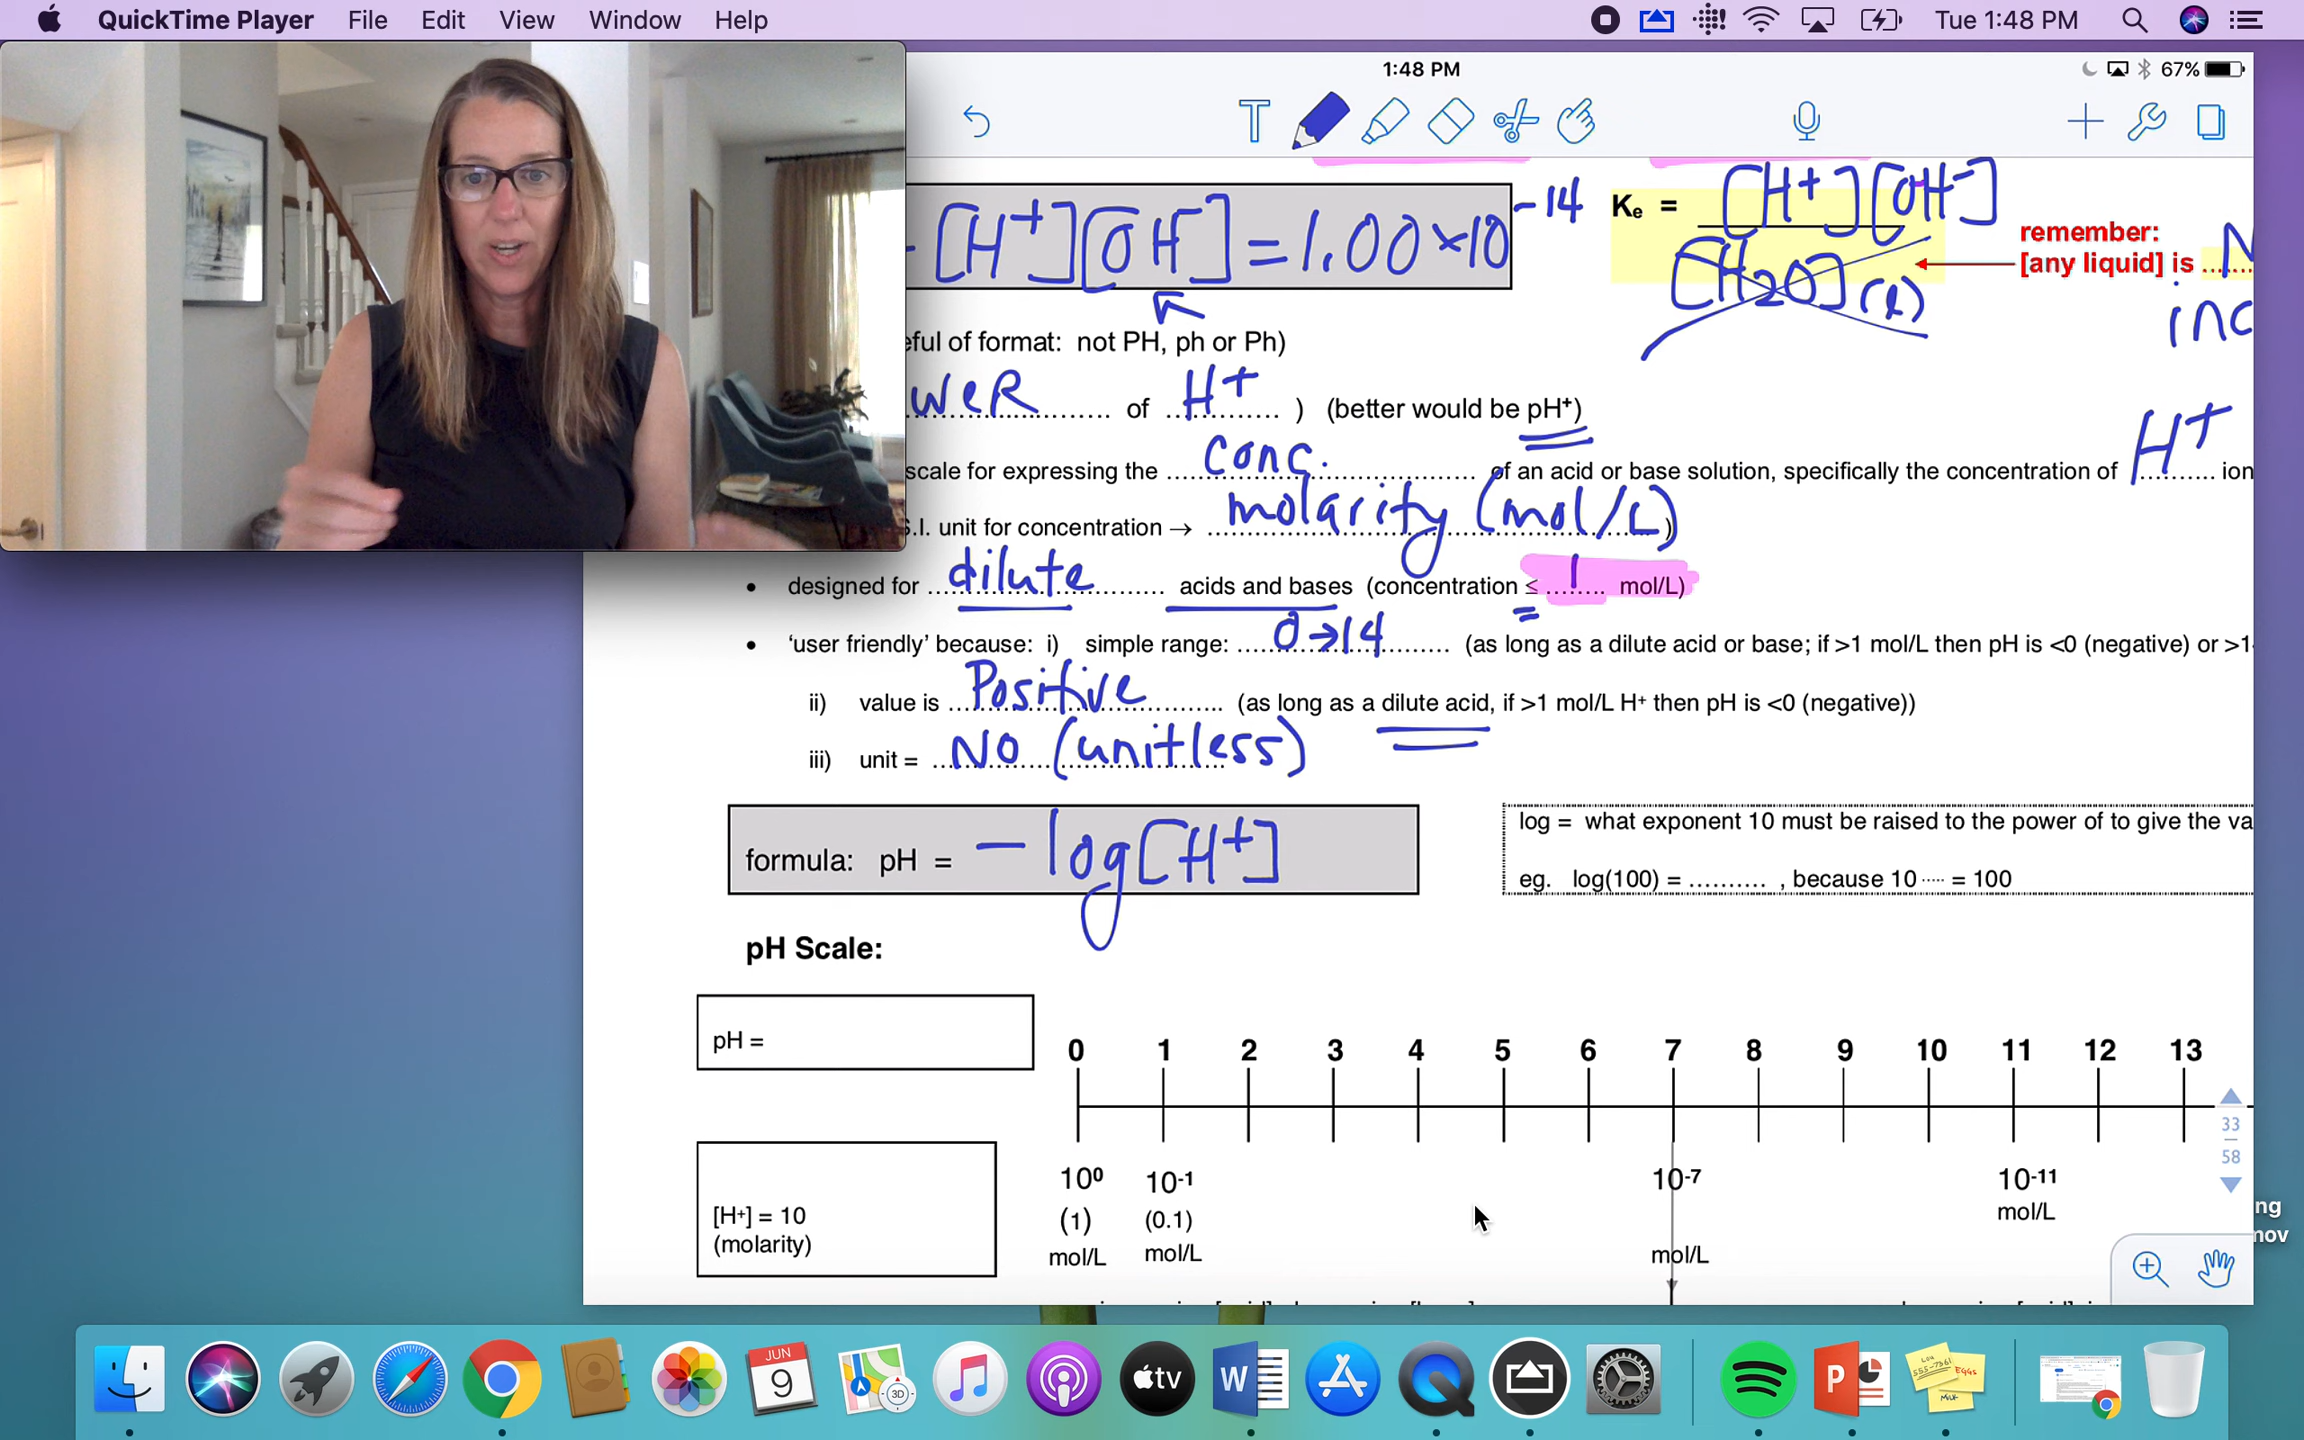 QuickTime Player File Edit View Window Help Tue 1:48 PM
1:48 PM 67%
T
[H+][OH-] = 1.00 x 10-14
Ke = [H+][OH-]
[H2O](l)
remember:
[any liquid] is ........
inc
eful of format: not PH, ph or Ph)
wer of H+ ) (better would be pH+)
scale for expressing the conc. of an acid or base solution, specifically the concentration of H+ ion
S.I. unit for concentration → molarity (mol/L) )
• designed for dilute acids and bases (concentration ≤ 1 mol/L)
• ‘user friendly’ because: i) simple range: 0→14 (as long as a dilute acid or base; if >1 mol/L then pH is <0 (negative) or >1
ii) value is Positive (as long as a dilute acid, if >1 mol/L H+ then pH is <0 (negative))
iii) unit = NO (unitless)
formula: pH = - log[H+]
log = what exponent 10 must be raised to the power of to give the va
eg. log(100) = .......... , because 10 ····· = 100
pH Scale:
pH =
0 1 2 3 4 5 6 7 8 9 10 11 12 13
33
58
[H+] = 10
(molarity)
10⁰ 10-1 10-7 10-11
(1) (0.1) mol/L
mol/L mol/L mol/L
ng
mov
JUN
9
3D
tv
W
P
EGGS
MILK